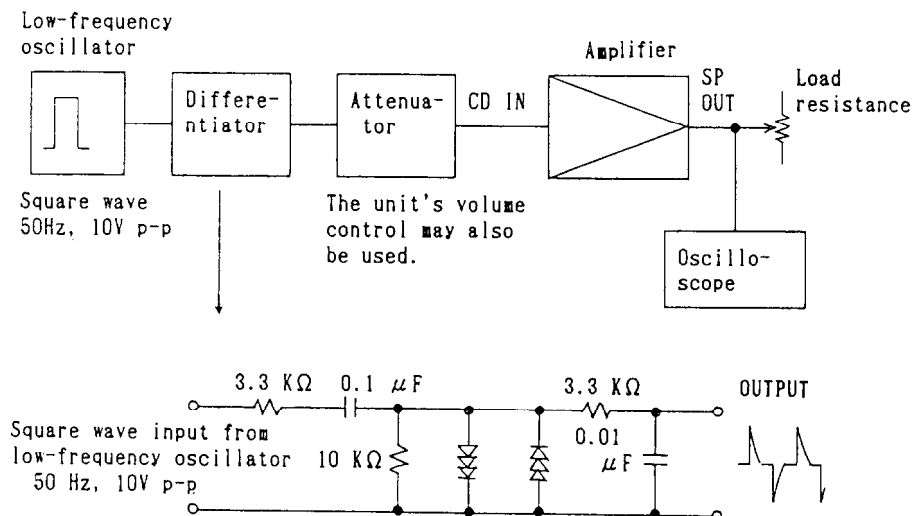 Low-frequency
oscillator
Differe-
ntiator
Attenua-
tor
CD IN
Amplifier
SP
OUT
Load
resistance
Square wave
50Hz, 10V p-p
The unit's volume
control may also
be used.
Oscillo-
scope
3.3 KΩ
0.1 μF
3.3 KΩ
OUTPUT
Square wave input from
low-frequency oscillator
50 Hz, 10V p-p
10 KΩ
0.01
μF